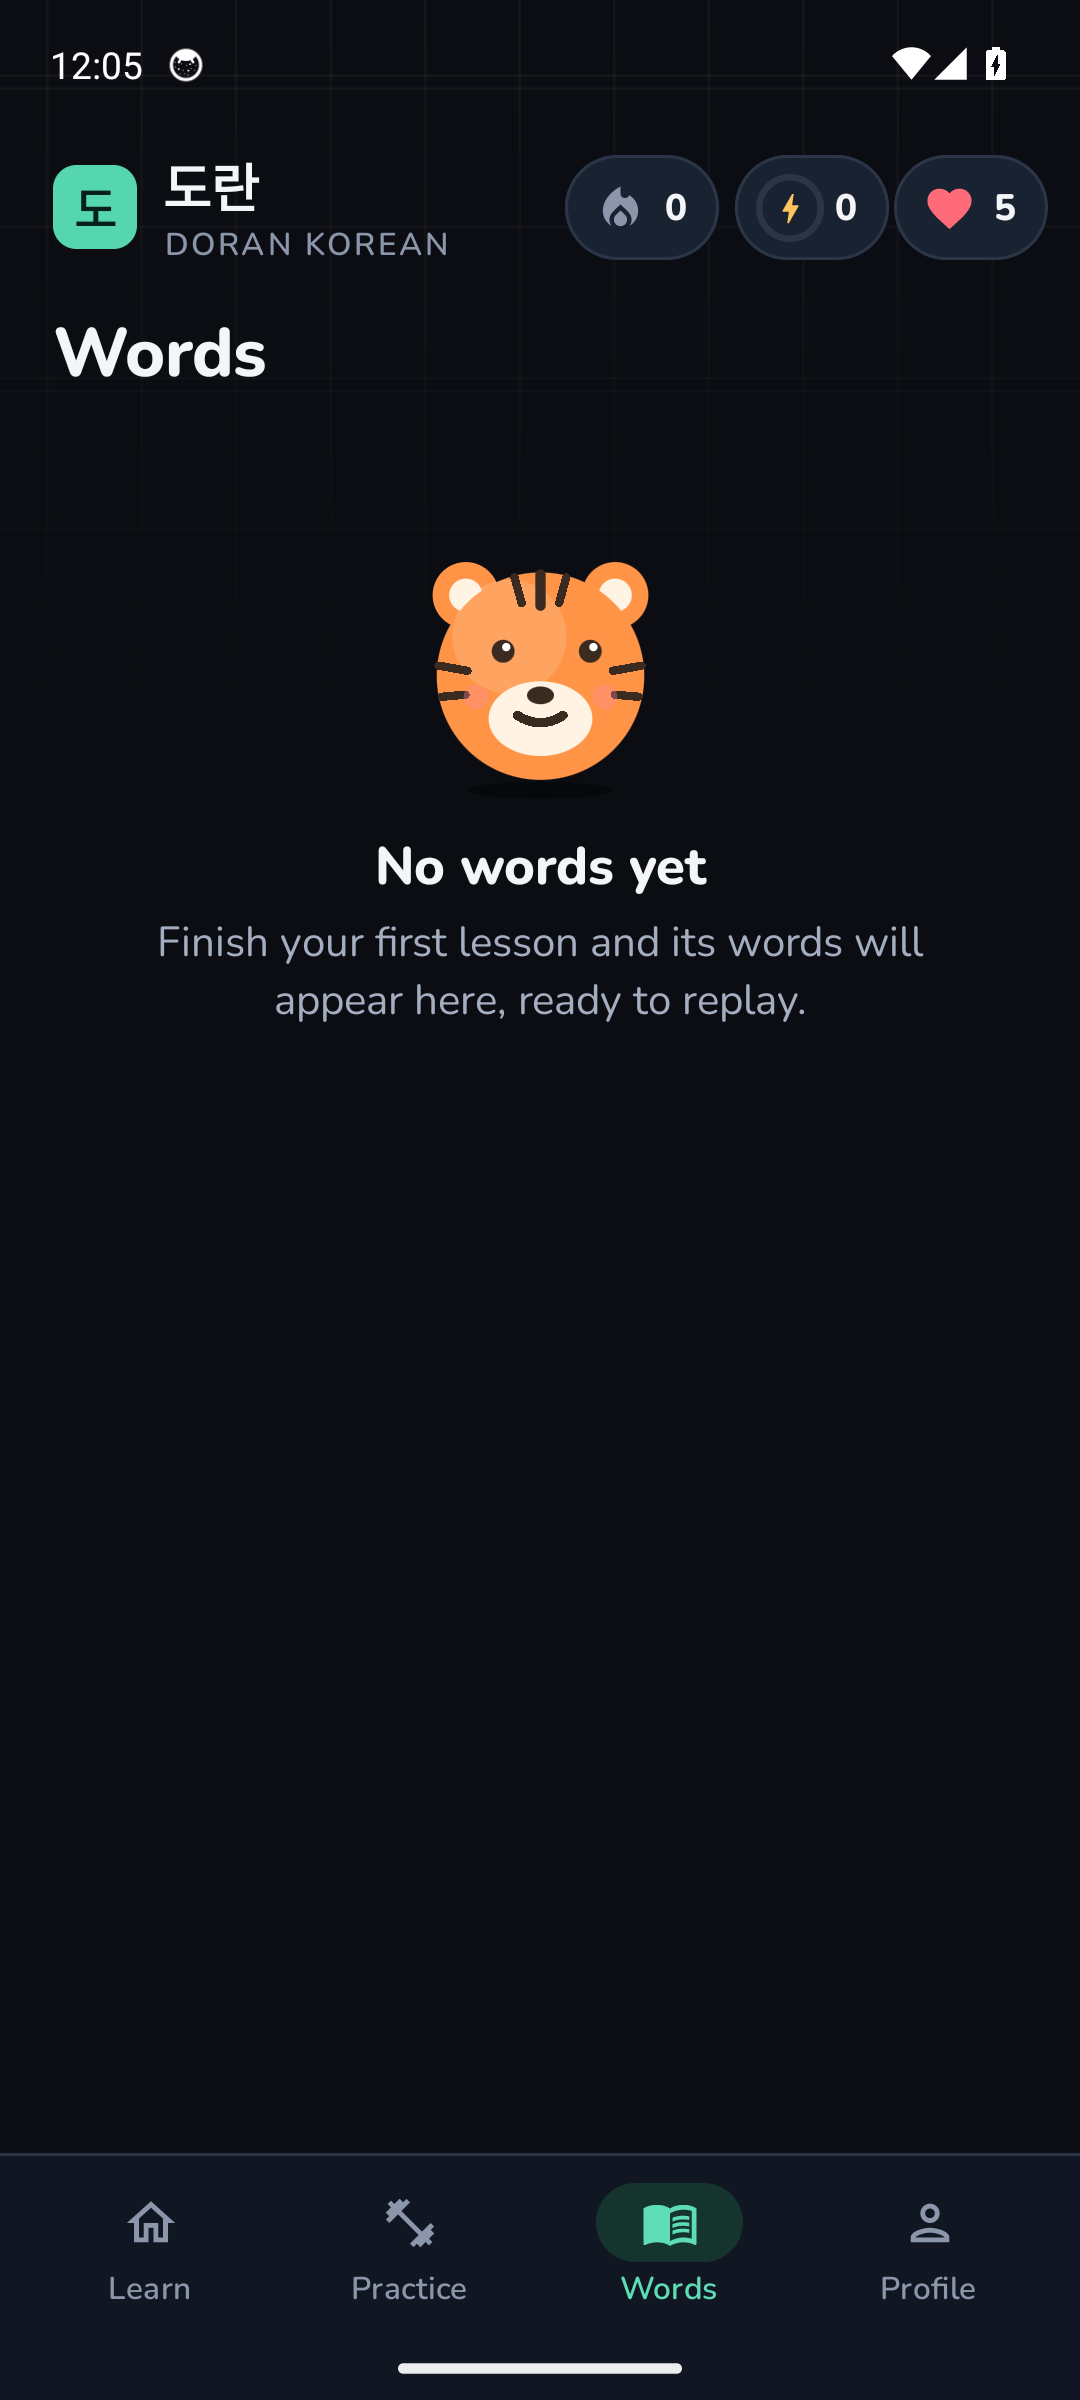 12:05
도
도란
DORAN KOREAN
0
0
5
Words
No words yet
Finish your first lesson and its words will
appear here, ready to replay.
Learn
Practice
Words
Profile